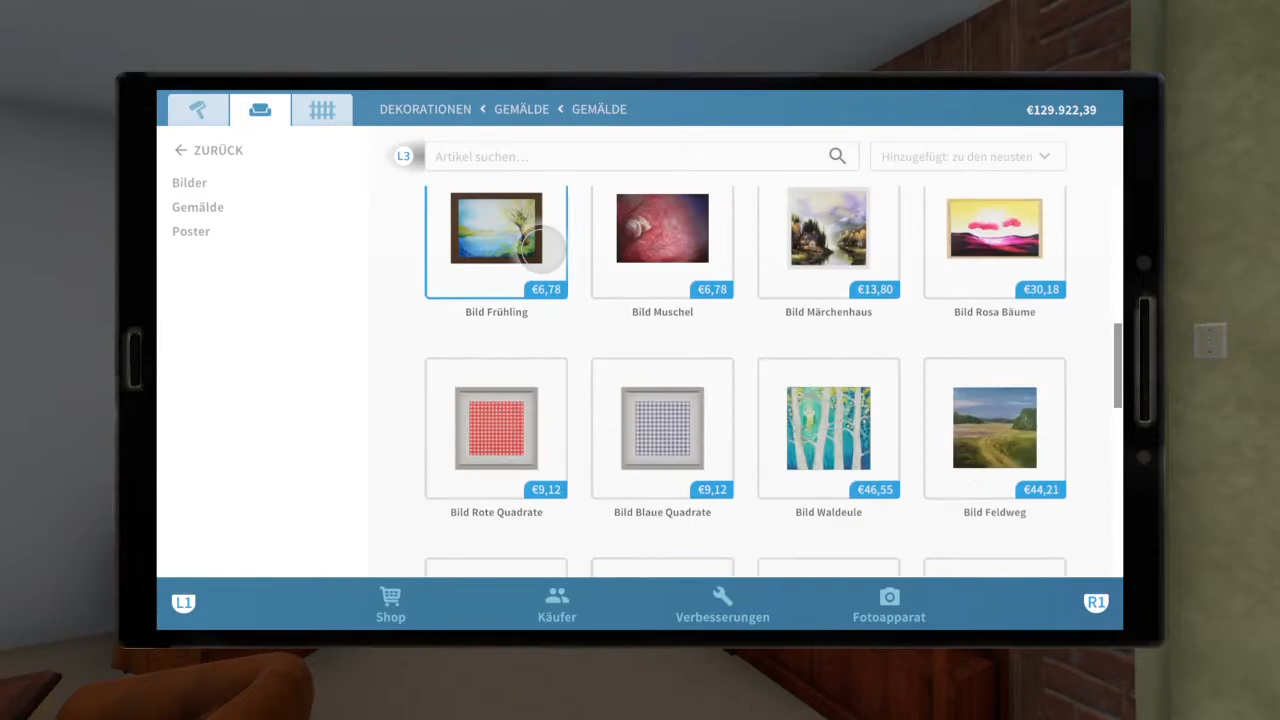 DEKORATIONEN < GEMÄLDE < GEMÄLDE
€129.922,39
← ZURÜCK
Bilder
Gemälde
Poster
L3
Artikel suchen...
Hinzugefügt: zu den neusten
€6,78
€6,78
€13,80
€30,18
Bild Frühling
Bild Muschel
Bild Märchenhaus
Bild Rosa Bäume
€9,12
€9,12
€46,55
€44,21
Bild Rote Quadrate
Bild Blaue Quadrate
Bild Waldeule
Bild Feldweg
L1
Shop
Käufer
Verbesserungen
Fotoapparat
R1